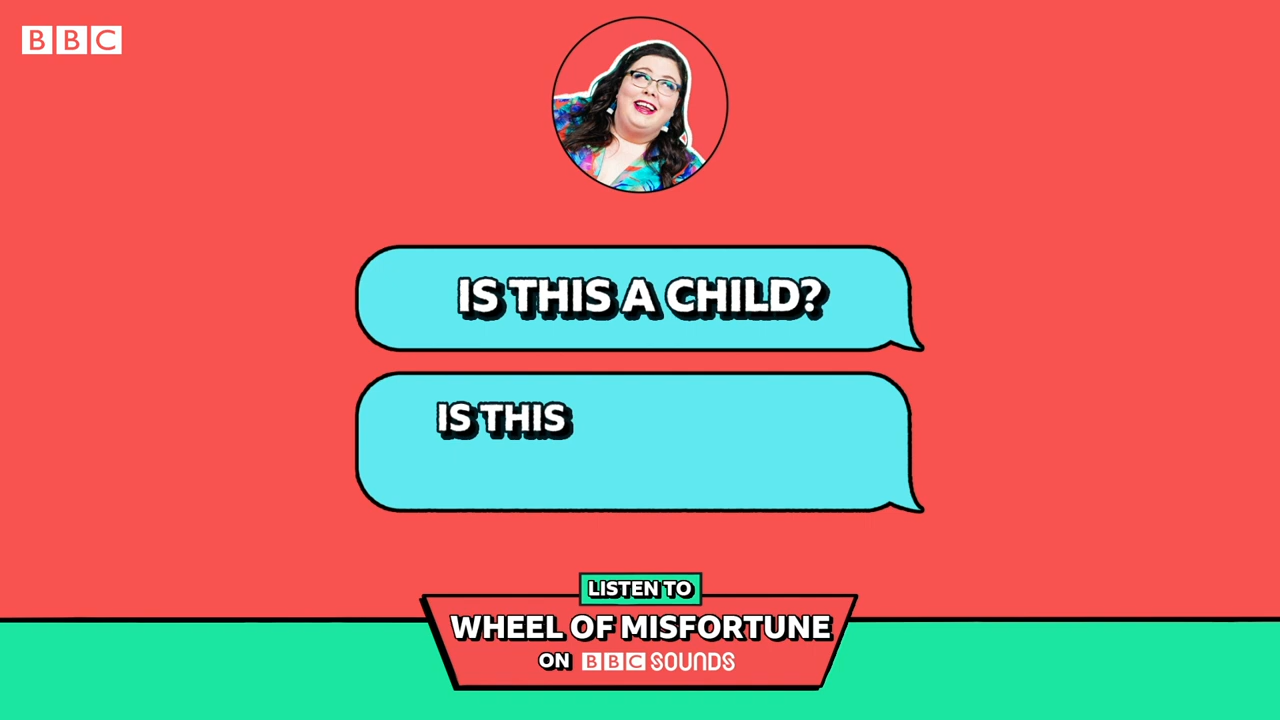 BBC
IS THIS A CHILD?
IS THIS
LISTEN TO
WHEEL OF MISFORTUNE
ON BBC SOUNDS